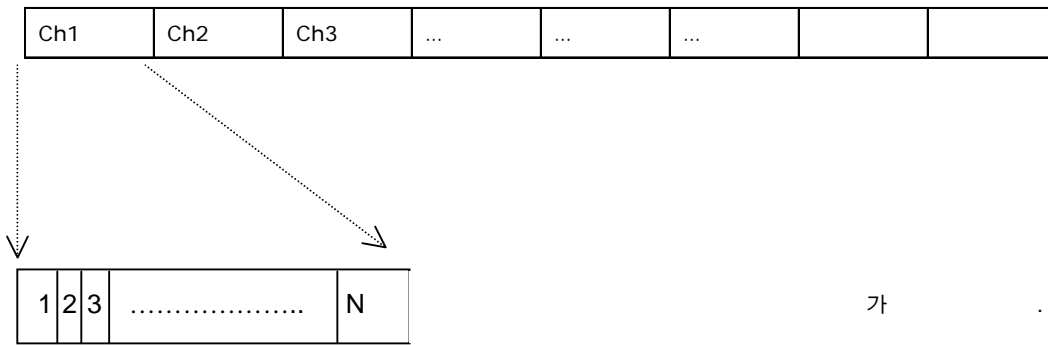 Ch1 Ch2 Ch3 ... ... ...
1 2 3 ……………….. N 가 .